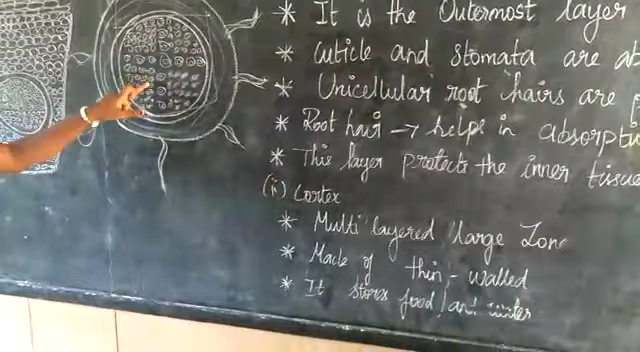 * It is the Outermost layer
* cuticle and stomata are ab
* Unicellular root hairs are p
* Root hair → helps in absorpti
* This layer protects the inner tissue
(ii) Cortex
* Multi layered large Zone
* Made of thin - walled
* It stores food and water